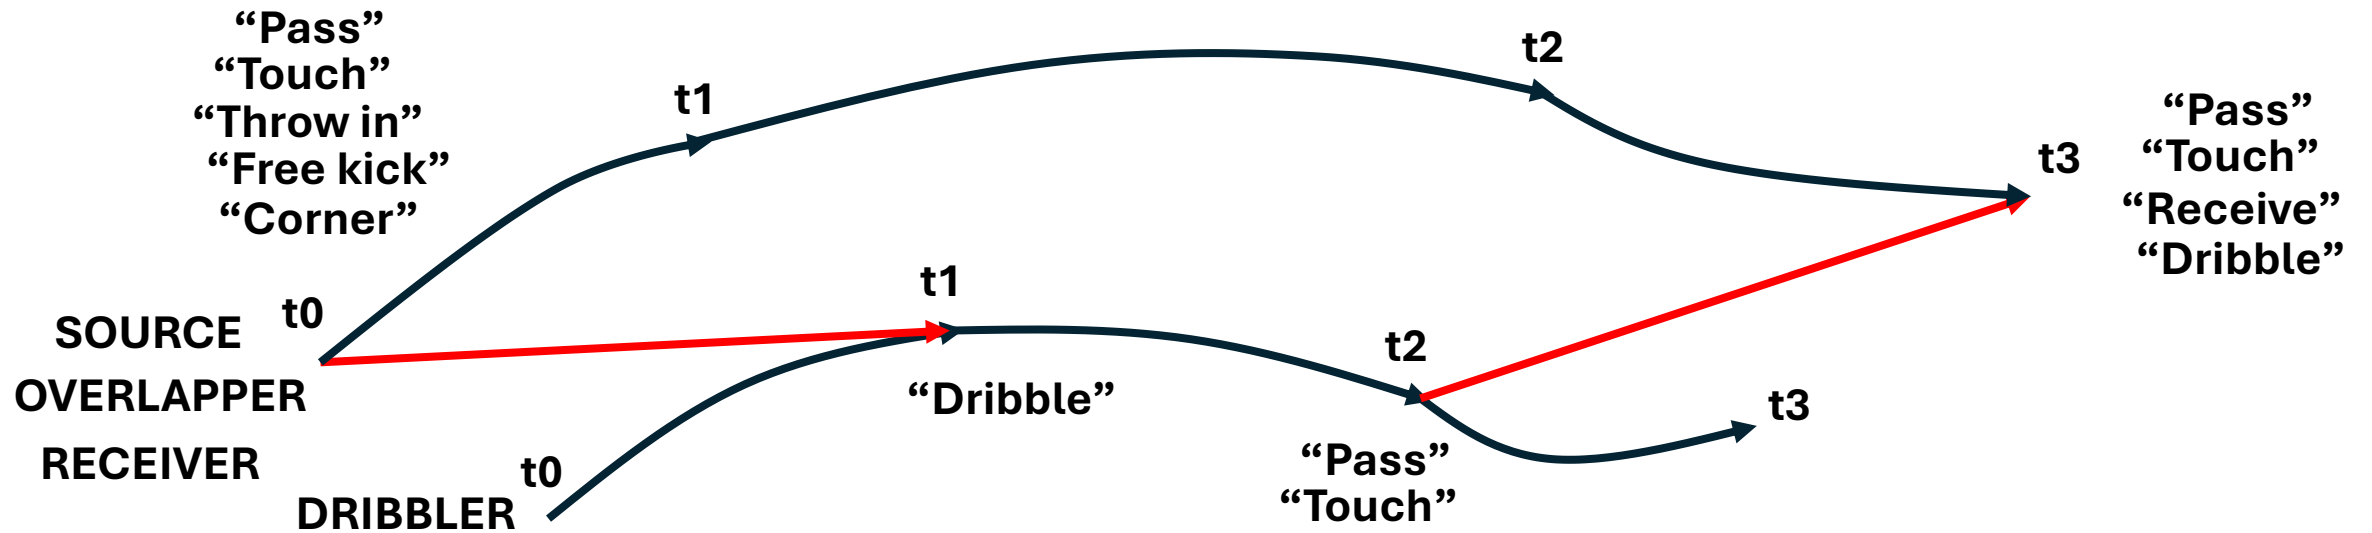 “Pass”
“Touch”
“Throw in”
“Free kick”
“Corner”
t1
t2
“Pass”
“Touch”
“Receive”
“Dribble”
t3
t0
SOURCE
OVERLAPPER
RECEIVER
t1
“Dribble”
t2
“Pass”
“Touch”
t3
t0
DRIBBLER